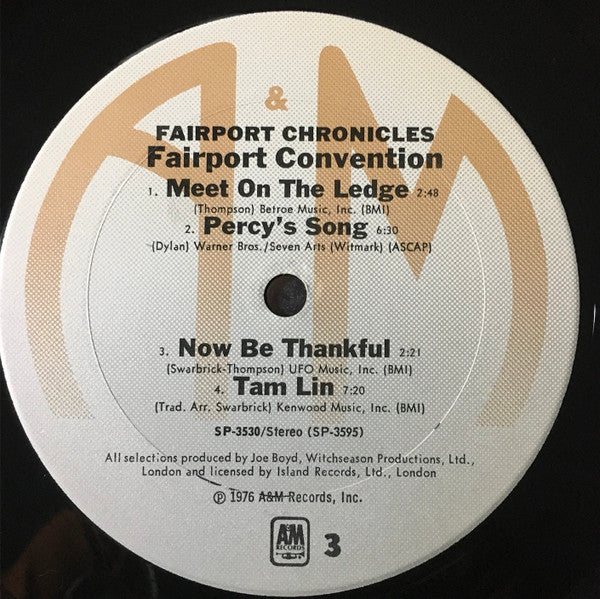 &
A M
FAIRPORT CHRONICLES
Fairport Convention
1. Meet On The Ledge 2:48
(Thompson) Betroe Music, Inc. (BMI)
2. Percy's Song 6:30
(Dylan) Warner Bros./Seven Arts (Witmark) (ASCAP)
3. Now Be Thankful 2:21
(Swarbrick-Thompson) UFO Music, Inc. (BMI)
4. Tam Lin 7:20
(Trad. Arr. Swarbrick) Kenwood Music, Inc. (BMI)
SP-3530/Stereo (SP-3595)
All selections produced by Joe Boyd, Witchseason Productions, Ltd.,
London and licensed by Island Records, Ltd., London
℗ 1976 A&M Records, Inc.
A&M
RECORDS
3